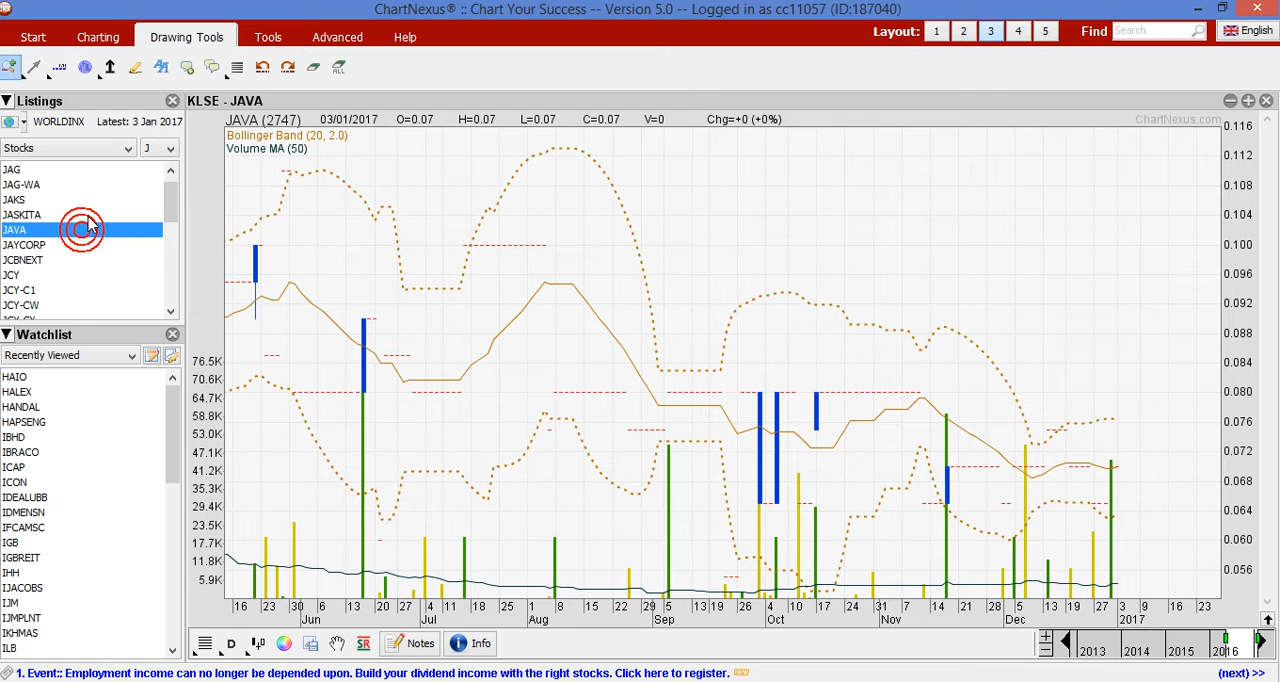 ChartNexus® :: Chart Your Success -- Version 5.0 -- Logged in as cc11057 (ID:187040)
Start Charting Drawing Tools Tools Advanced Help Layout: 1 2 3 4 5 Find Search English
ALL
Listings
WORLDINX Latest: 3 Jan 2017
Stocks J
JAG
JAG-WA
JAKS
JASKITA
JAVA
JAYCORP
JCBNEXT
JCY
JCY-C1
JCY-CW
Watchlist
Recently Viewed
HAIO
HALEX
HANDAL
HAPSENG
IBHD
IBRACO
ICAP
ICON
IDEALUBB
IDMENSN
IFCAMSC
IGB
IGBREIT
IHH
IJACOBS
IJM
IJMPLNT
IKHMAS
ILB
KLSE - JAVA
JAVA (2747) 03/01/2017 O=0.07 H=0.07 L=0.07 C=0.07 V=0 Chg=+0 (+0%) ChartNexus.com
Bollinger Band (20, 2.0)
Volume MA (50)
0.116
0.112
0.108
0.104
0.100
0.096
0.092
0.088
0.084
0.080
0.076
0.072
0.068
0.064
0.060
0.056
76.5K
70.6K
64.7K
58.8K
53.0K
47.1K
41.2K
35.3K
29.4K
23.5K
17.7K
11.8K
5.9K
16 23 30 6 13 20 27 4 11 18 25 1 8 15 22 29 5 13 19 26 4 10 17 24 31 7 14 21 28 5 13 19 27 3 9 16 23
Jun Jul Aug Sep Oct Nov Dec 2017
D SR Notes Info 2013 2014 2015 2016
1. Event:: Employment income can no longer be depended upon. Build your dividend income with the right stocks. Click here to register. NEW (next) >>